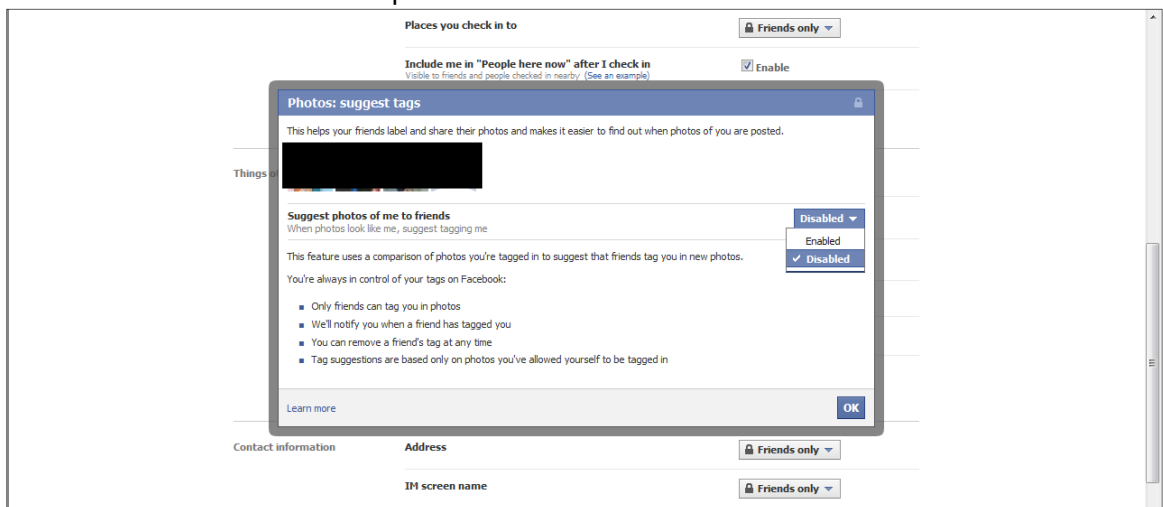 Places you check in to
Friends only
Include me in "People here now" after I check in
Visible to friends and people checked in nearby (See an example)
Enable
Photos: suggest tags
This helps your friends label and share their photos and makes it easier to find out when photos of you are posted.
Things o
Suggest photos of me to friends
When photos look like me, suggest tagging me
Disabled
Enabled
Disabled
This feature uses a comparison of photos you're tagged in to suggest that friends tag you in new photos.
You're always in control of your tags on Facebook:
Only friends can tag you in photos
We'll notify you when a friend has tagged you
You can remove a friend's tag at any time
Tag suggestions are based only on photos you've allowed yourself to be tagged in
Learn more
OK
Contact information
Address
Friends only
IM screen name
Friends only